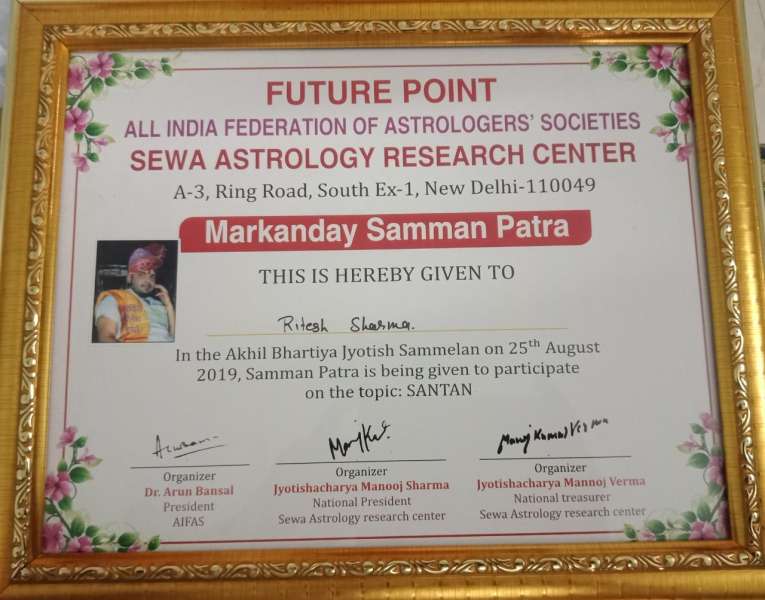 FUTURE POINT
ALL INDIA FEDERATION OF ASTROLOGERS' SOCIETIES
SEWA ASTROLOGY RESEARCH CENTER
A-3, Ring Road, South Ex-1, New Delhi-110049
Markanday Samman Patra
THIS IS HEREBY GIVEN TO
Ritesh Sharma.
In the Akhil Bhartiya Jyotish Sammelan on 25th August
2019, Samman Patra is being given to participate
on the topic: SANTAN
Manoj Kumar Verma
Organizer
Dr. Arun Bansal
President
AIFAS
Organizer
Jyotishacharya Manooj Sharma
National President
Sewa Astrology research center
Organizer
Jyotishacharya Mannoj Verma
National treasurer
Sewa Astrology research center